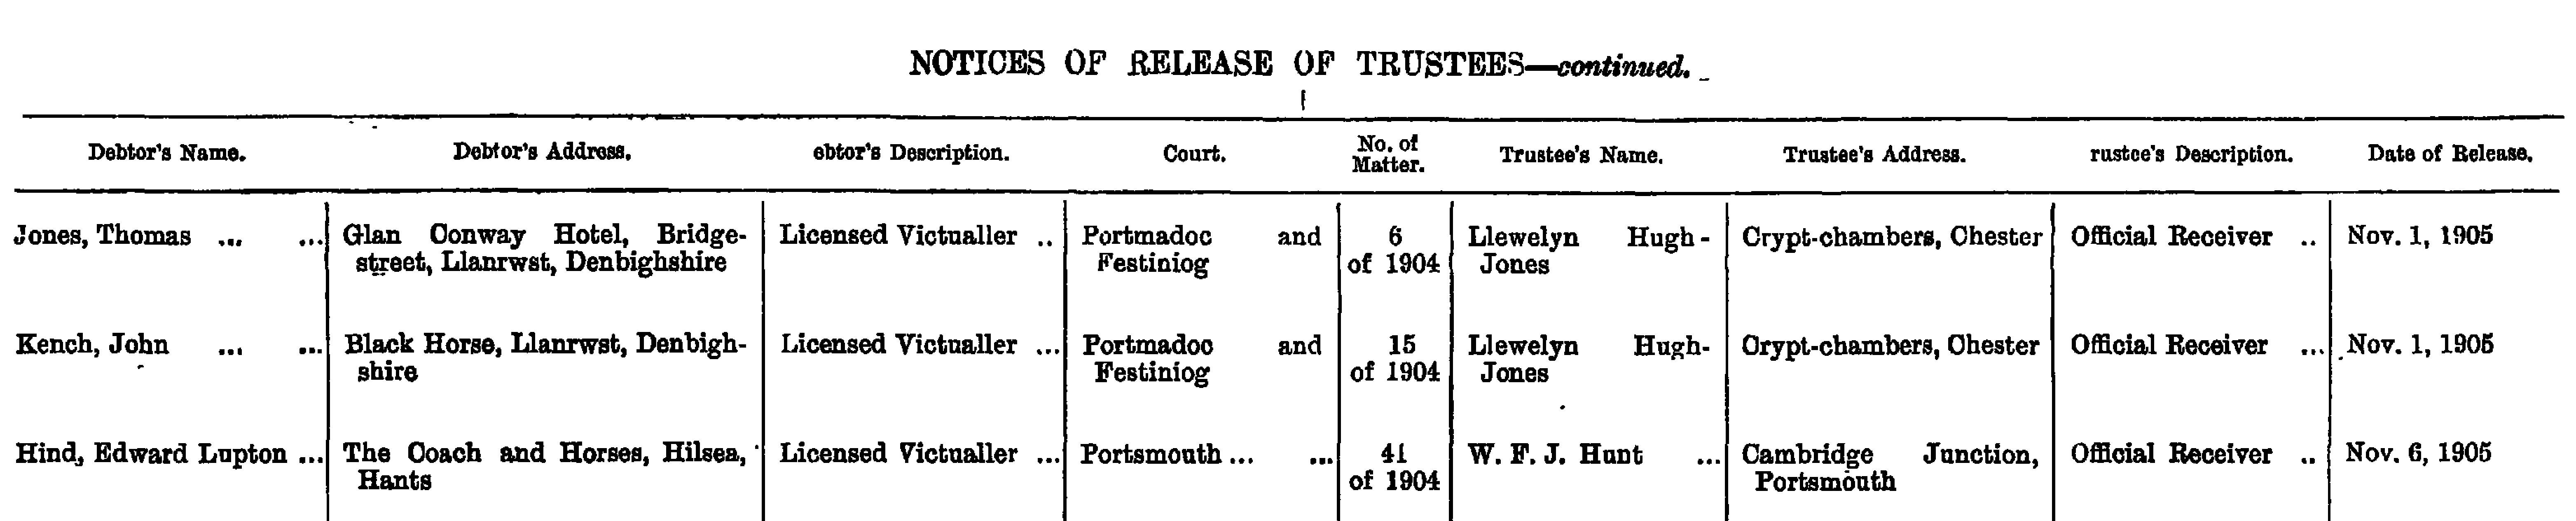 NOTICES OF RELEASE OF TRUSTEES—continued.
Debtor's Name. Debtor's Address. ebtor's Description. Court. No. of Matter. Trustee's Name. Trustee's Address. rustee's Description. Date of Release.
Jones, Thomas ... ... Glan Conway Hotel, Bridge- Licensed Victualler .. Portmadoc and 6 Llewelyn Hugh- Crypt-chambers, Chester Official Receiver .. Nov. 1, 1905
street, Llanrwst, Denbighshire Festiniog of 1904 Jones
Kench, John ... ... Black Horse, Llanrwst, Denbigh- Licensed Victualler ... Portmadoc and 15 Llewelyn Hugh- Crypt-chambers, Chester Official Receiver ... Nov. 1, 1905
shire Festiniog of 1904 Jones
Hind, Edward Lupton ... The Coach and Horses, Hilsea, Licensed Victualler ... Portsmouth ... ... 41 W. F. J. Hunt ... Cambridge Junction, Official Receiver .. Nov. 6, 1905
Hants of 1904 Portsmouth